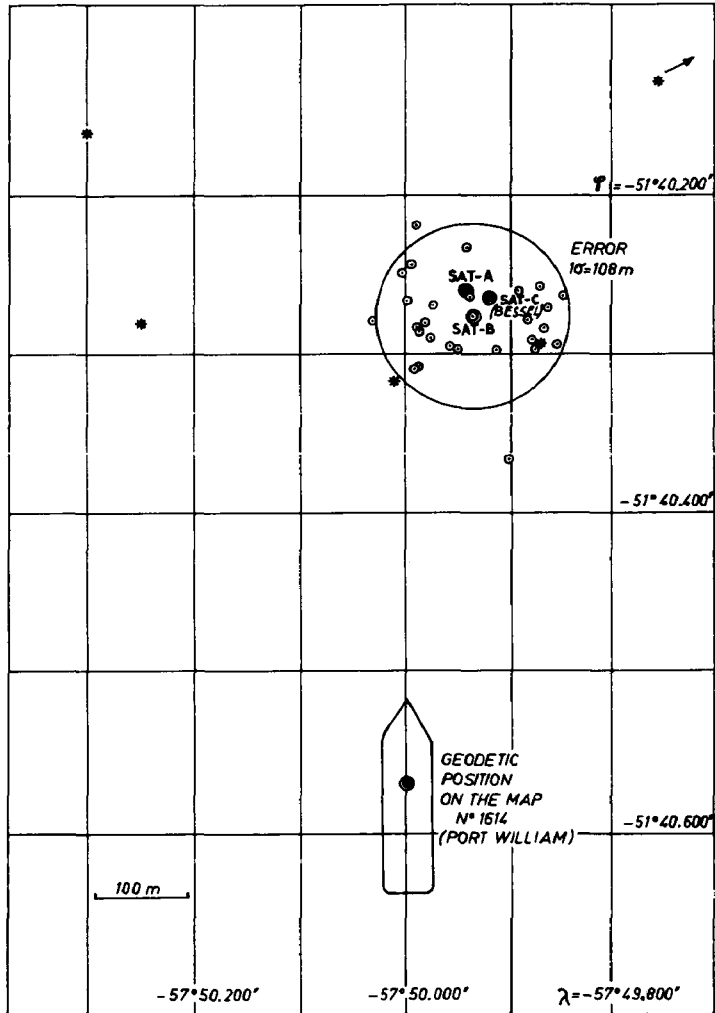 φ = -51°40.200"
ERROR
1σ=108 m
SAT-A
SAT-C
(BESSEL)
SAT-B
-51°40.400"
GEODETIC
POSITION
ON THE MAP
N° 1614
(PORT WILLIAM)
-51°40.600"
100 m
-57°50.200"
-57°50.000"
λ=-57°49.800"